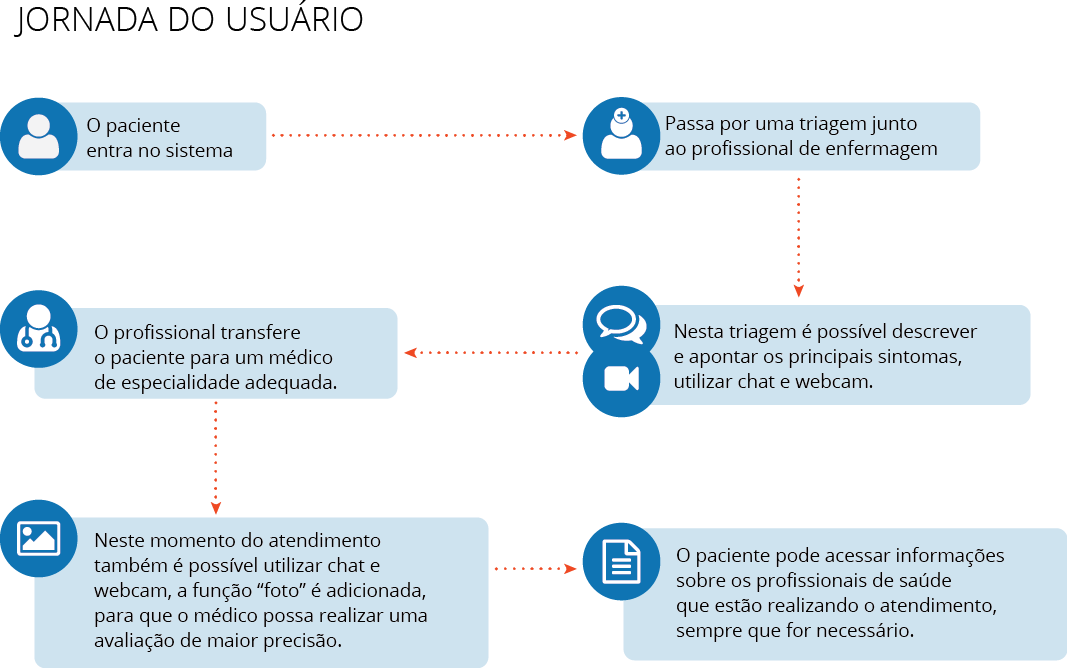 JORNADA DO USUÁRIO
O paciente
entra no sistema
Passa por uma triagem junto
ao profissional de enfermagem
Nesta triagem é possível descrever
e apontar os principais sintomas,
utilizar chat e webcam.
O profissional transfere
o paciente para um médico
de especialidade adequada.
Neste momento do atendimento
também é possível utilizar chat e
webcam, a função “foto” é adicionada,
para que o médico possa realizar uma
avaliação de maior precisão.
O paciente pode acessar informações
sobre os profissionais de saúde
que estão realizando o atendimento,
sempre que for necessário.